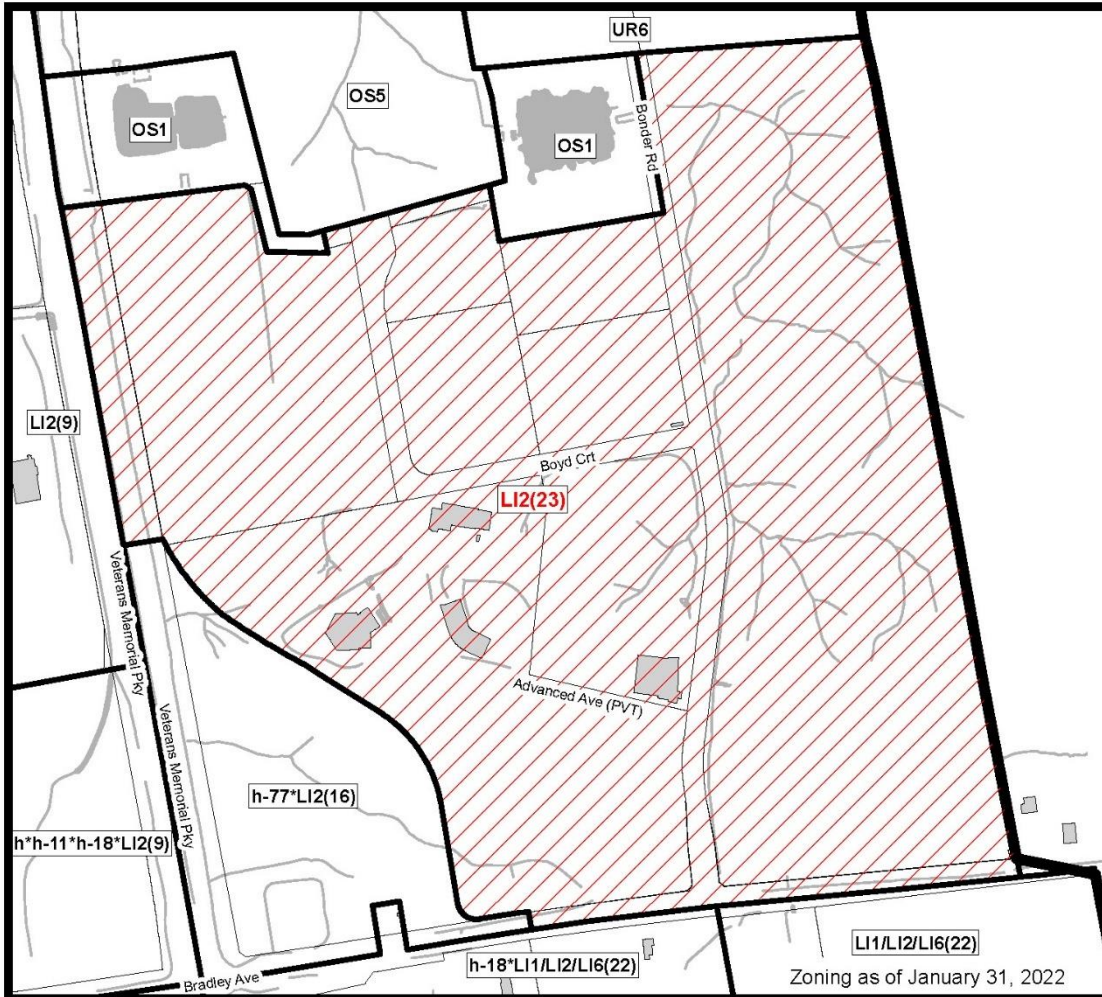 UR6
OS5
OS1
OS1
Bonder Rd
LI2(9)
Boyd Crt
LI2(23)
Veterans Memorial Pky
Veterans Memorial Pky
Advanced Ave (PVT)
h-77*LI2(16)
h*h-11*h-18*LI2(9)
h-18*LI1/LI2/LI6(22)
LI1/LI2/LI6(22)
Bradley Ave
Zoning as of January 31, 2022